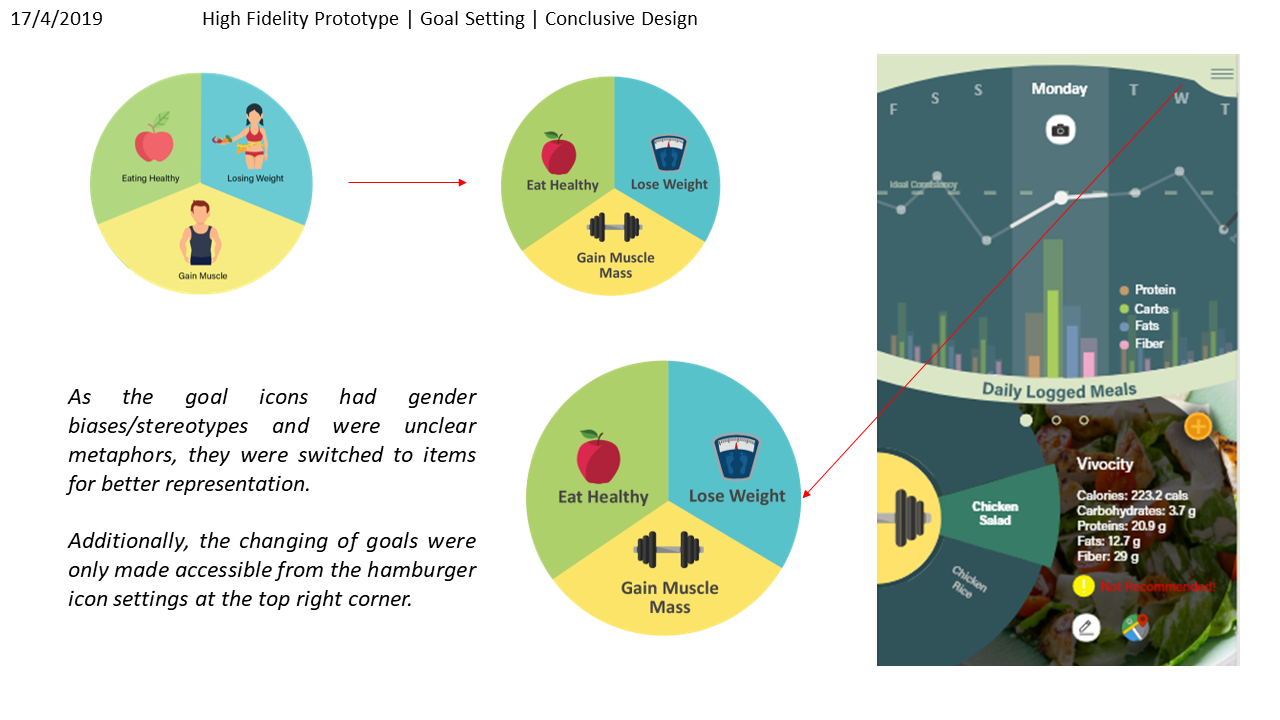 17/4/2019
High Fidelity Prototype | Goal Setting | Conclusive Design
Eating Healthy
Losing Weight
Gain Muscle
Eat Healthy
Lose Weight
Gain Muscle
Mass
As the goal icons had gender
biases/stereotypes and were unclear
metaphors, they were switched to items
for better representation.
Additionally, the changing of goals were
only made accessible from the hamburger
icon settings at the top right corner.
Eat Healthy
Lose Weight
Gain Muscle
Mass
F
S
S
Monday
T
W
T
Ideal Consistency
Protein
Carbs
Fats
Fiber
Daily Logged Meals
Chicken
Salad
Chicken
Rice
Vivocity
Calories: 223.2 cals
Carbohydrates: 3.7 g
Proteins: 20.9 g
Fats: 12.7 g
Fiber: 29 g
! Not Recommended!